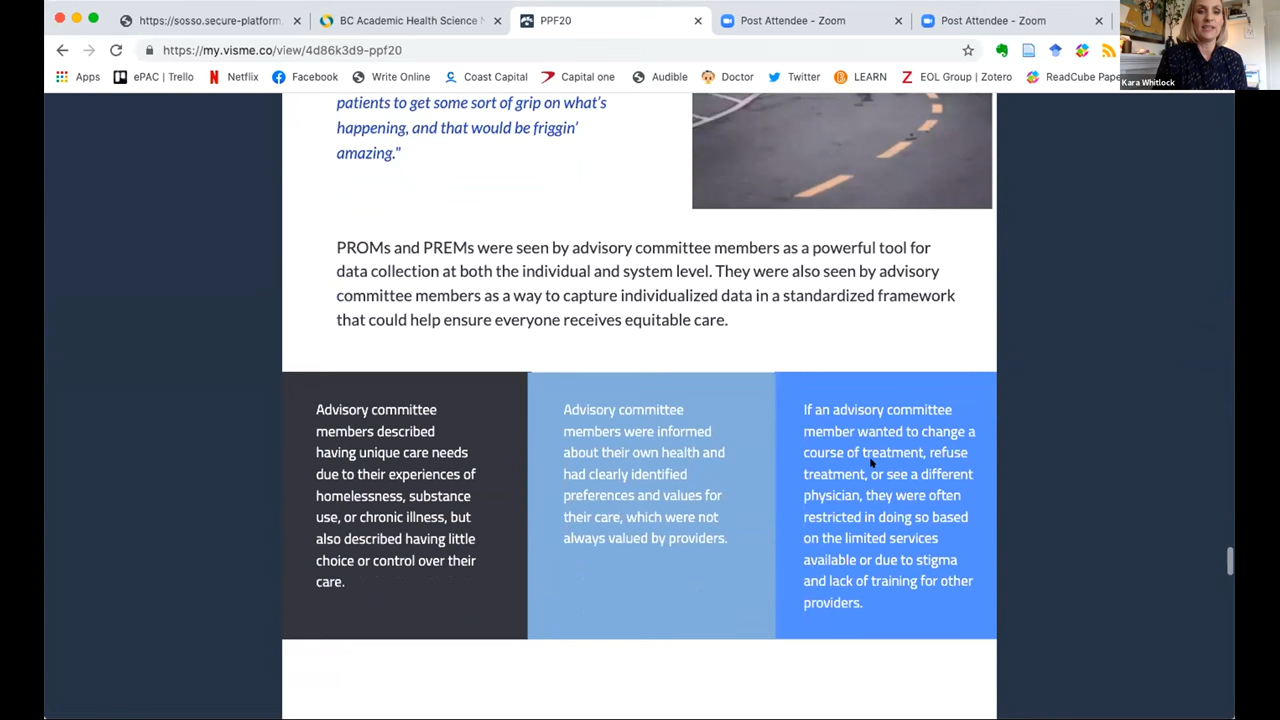 https://sosso.secure-platform.
BC Academic Health Science N
PPF20
Post Attendee - Zoom
Post Attendee - Zoom
https://my.visme.co/view/4d86k3d9-ppf20
Apps
ePAC | Trello
Netflix
Facebook
Write Online
Coast Capital
Capital one
Audible
Doctor
Twitter
LEARN
EOL Group | Zotero
ReadCube Pape
Kara Whitlock
patients to get some sort of grip on what's
happening, and that would be friggin'
amazing."
PROMs and PREMs were seen by advisory committee members as a powerful tool for
data collection at both the individual and system level. They were also seen by advisory
committee members as a way to capture individualized data in a standardized framework
that could help ensure everyone receives equitable care.
Advisory committee
members described
having unique care needs
due to their experiences of
homelessness, substance
use, or chronic illness, but
also described having little
choice or control over their
care.
Advisory committee
members were informed
about their own health and
had clearly identified
preferences and values for
their care, which were not
always valued by providers.
If an advisory committee
member wanted to change a
course of treatment, refuse
treatment, or see a different
physician, they were often
restricted in doing so based
on the limited services
available or due to stigma
and lack of training for other
providers.